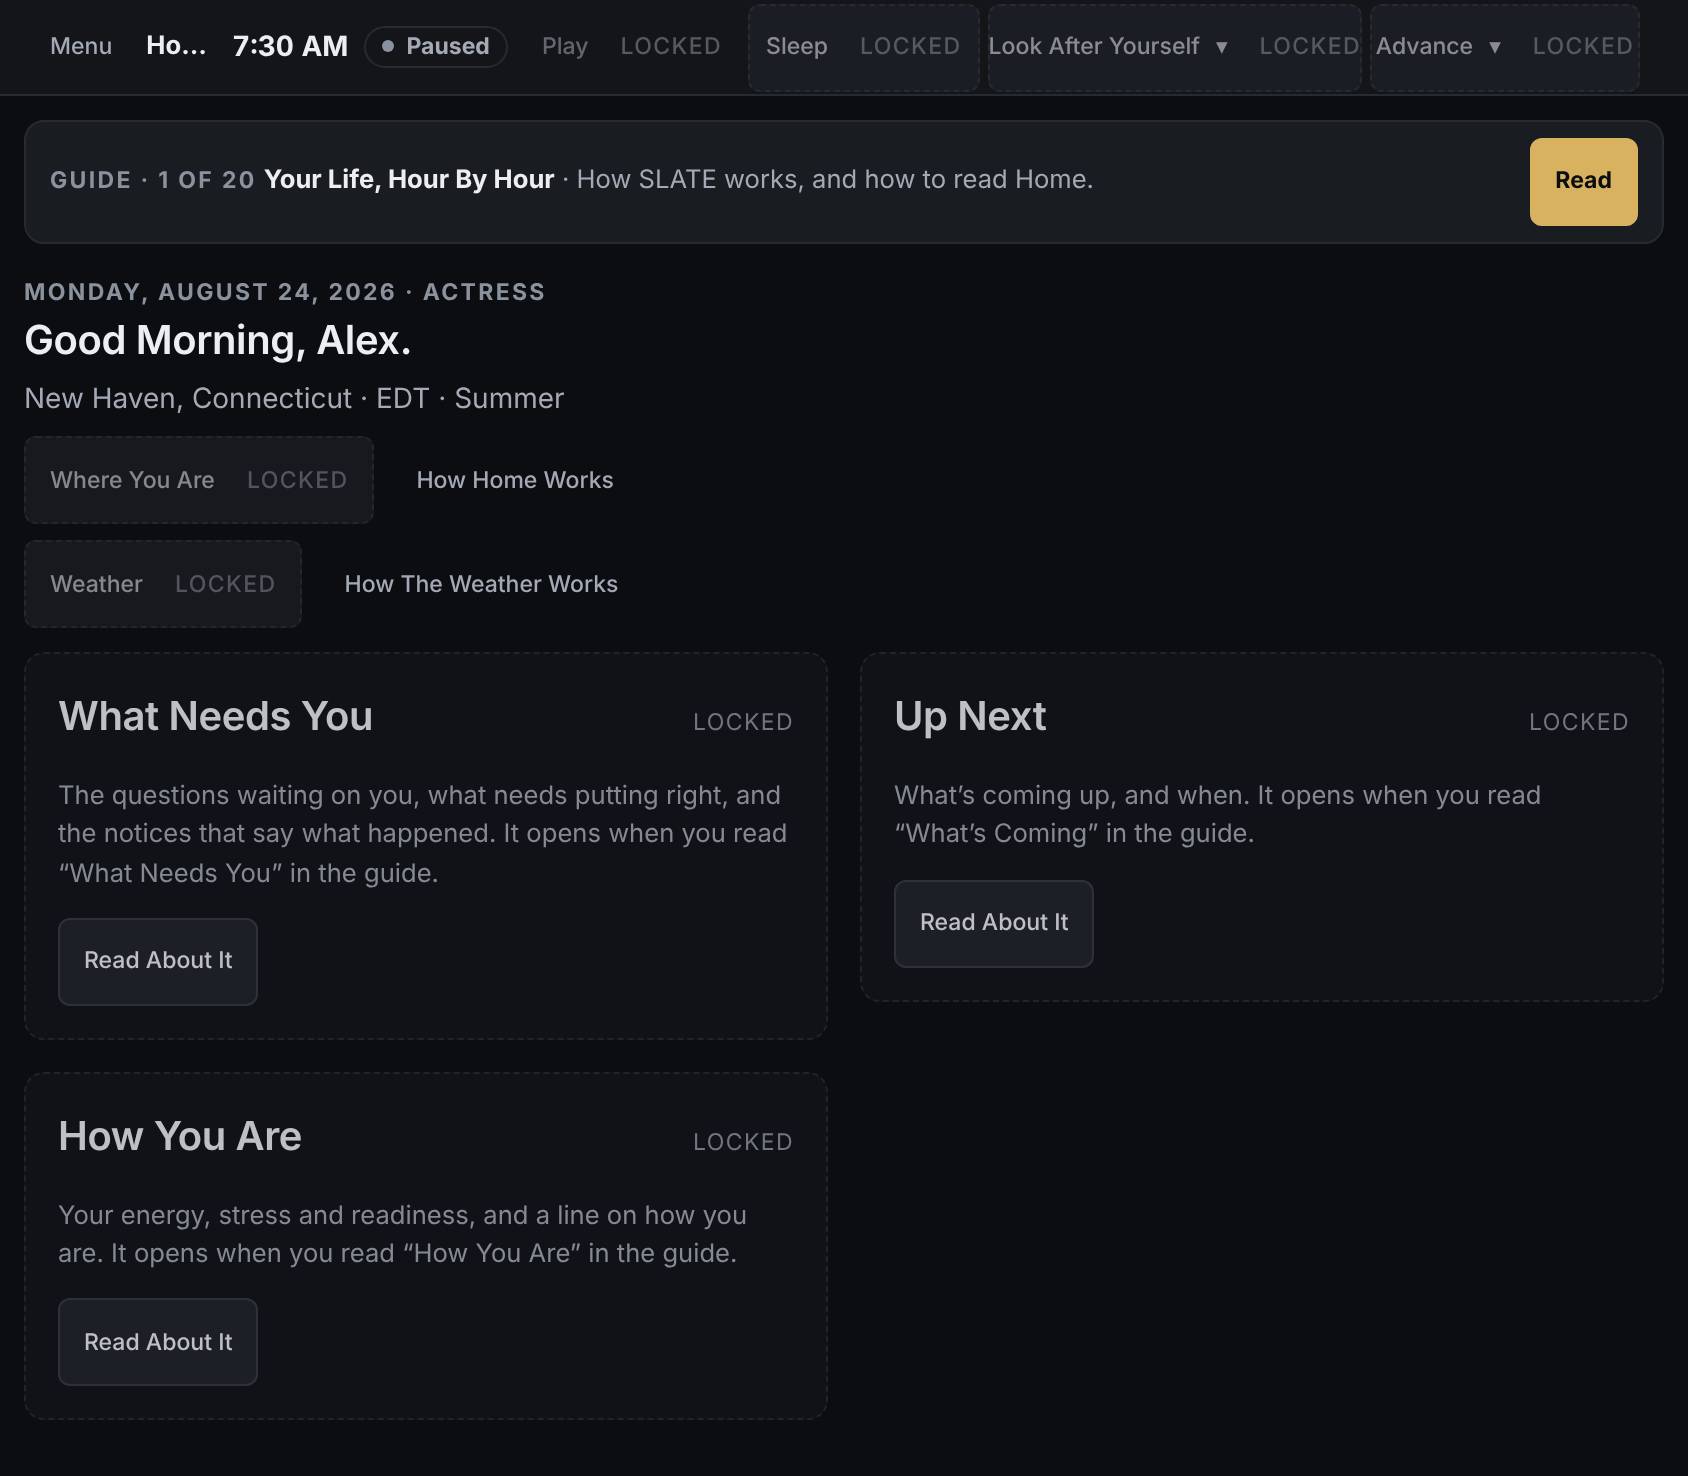 Menu Ho… 7:30 AM Paused Play LOCKED Sleep LOCKED Look After Yourself ▼ LOCKED Advance ▼ LOCKED
GUIDE · 1 OF 20 Your Life, Hour By Hour · How SLATE works, and how to read Home. Read
MONDAY, AUGUST 24, 2026 · ACTRESS
Good Morning, Alex.
New Haven, Connecticut · EDT · Summer
Where You Are LOCKED How Home Works
Weather LOCKED How The Weather Works
What Needs You LOCKED
The questions waiting on you, what needs putting right, and
the notices that say what happened. It opens when you read
“What Needs You” in the guide.
Read About It
Up Next LOCKED
What’s coming up, and when. It opens when you read
“What’s Coming” in the guide.
Read About It
How You Are LOCKED
Your energy, stress and readiness, and a line on how you
are. It opens when you read “How You Are” in the guide.
Read About It